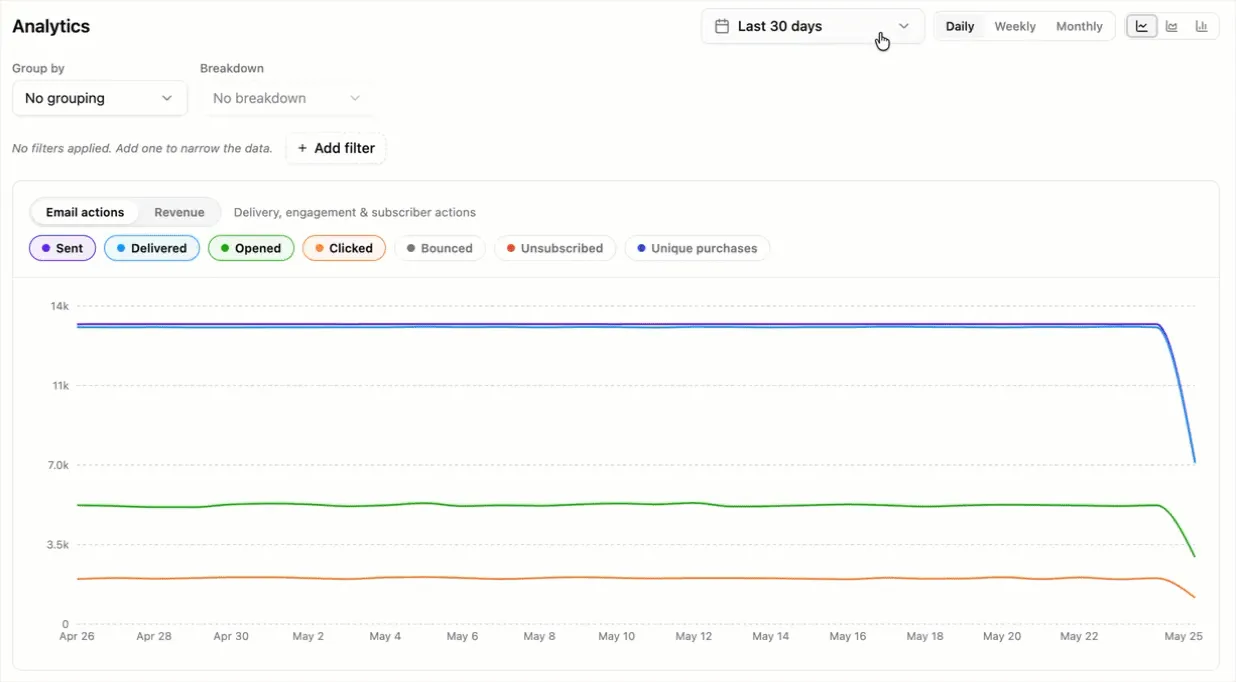 Analytics
Last 30 days
Daily Weekly Monthly
Group by Breakdown
No grouping No breakdown
No filters applied. Add one to narrow the data. + Add filter
Email actions Revenue Delivery, engagement & subscriber actions
Sent Delivered Opened Clicked Bounced Unsubscribed Unique purchases
14k
11k
7.0k
3.5k
0
Apr 26 Apr 28 Apr 30 May 2 May 4 May 6 May 8 May 10 May 12 May 14 May 16 May 18 May 20 May 22 May 25